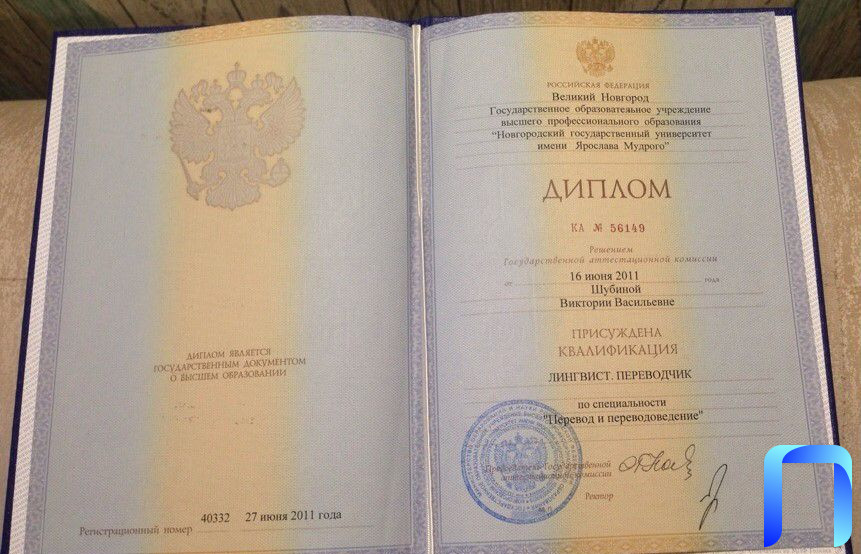 ДИПЛОМ ЯВЛЯЕТСЯ
ГОСУДАРСТВЕННЫМ ДОКУМЕНТОМ
О ВЫСШЕМ ОБРАЗОВАНИИ
Регистрационный номер 40332 27 июня 2011 года
РОССИЙСКАЯ ФЕДЕРАЦИЯ
Великий Новгород
Государственное образовательное учреждение
высшего профессионального образования
"Новгородский государственный университет
имени Ярослава Мудрого"
ДИПЛОМ
КА № 56149
Решением
Государственной аттестационной комиссии
от 16 июня 2011 года
Шубиной
Виктории Васильевне
ПРИСУЖДЕНА
КВАЛИФИКАЦИЯ
ЛИНГВИСТ. ПЕРЕВОДЧИК
по специальности
"Перевод и переводоведение"
Председатель Государственной
аттестационной комиссии
Ректор